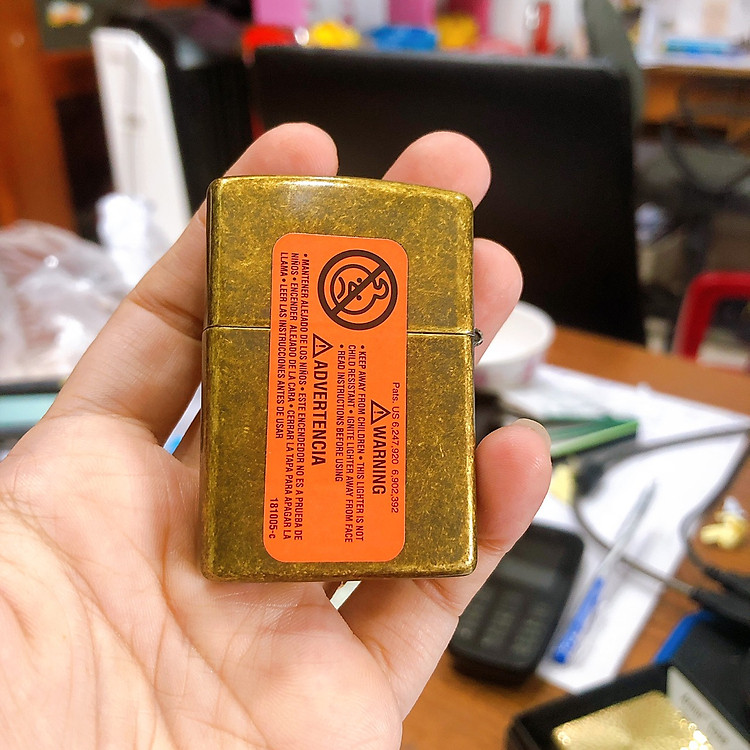 Pats. US 6,247,920 6,902,392
WARNING
• KEEP AWAY FROM CHILDREN • THIS LIGHTER IS NOT
CHILD RESISTANT • IGNITE LIGHTER AWAY FROM FACE
• READ INSTRUCTIONS BEFORE USING
ADVERTENCIA
• MANTENER ALEJADO DE LOS NIÑOS • ESTE ENCENDEDOR NO ES A PRUEBA DE
NIÑOS • ENCENDER ALEJADO DE LA CARA • CERRAR LA TAPA PARA APAGAR LA
LLAMA • LEER LAS INSTRUCCIONES ANTES DE USAR
181005-c